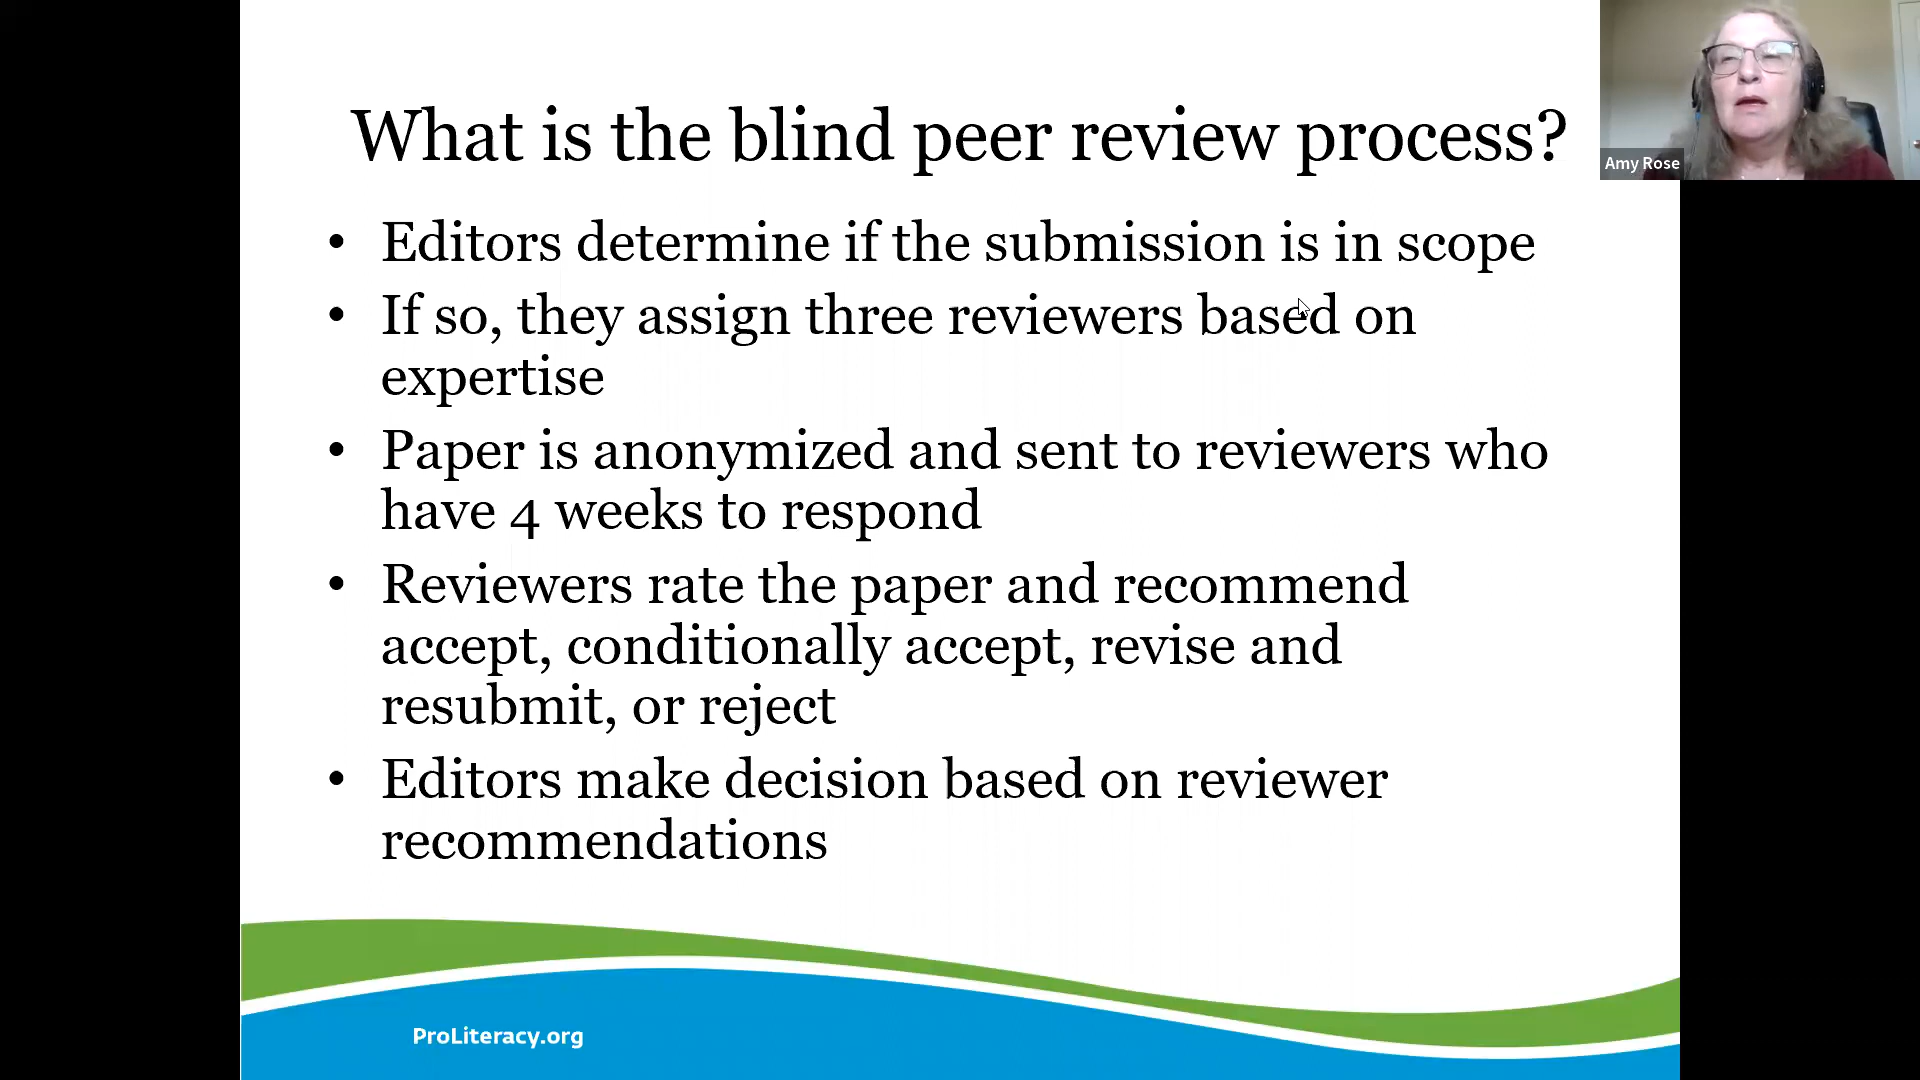 What is the blind peer review process?
Amy Rose
• Editors determine if the submission is in scope
• If so, they assign three reviewers based on
expertise
• Paper is anonymized and sent to reviewers who
have 4 weeks to respond
• Reviewers rate the paper and recommend
accept, conditionally accept, revise and
resubmit, or reject
• Editors make decision based on reviewer
recommendations
ProLiteracy.org